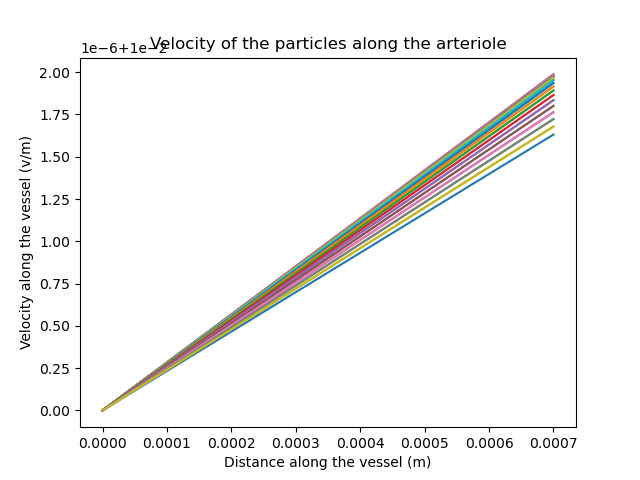 Velocity of the particles along the arteriole
1e−6+1e−2
2.00
1.75
1.50
1.25
1.00
0.75
0.50
0.25
0.00
Velocity along the vessel (v/m)
0.0000 0.0001 0.0002 0.0003 0.0004 0.0005 0.0006 0.0007
Distance along the vessel (m)